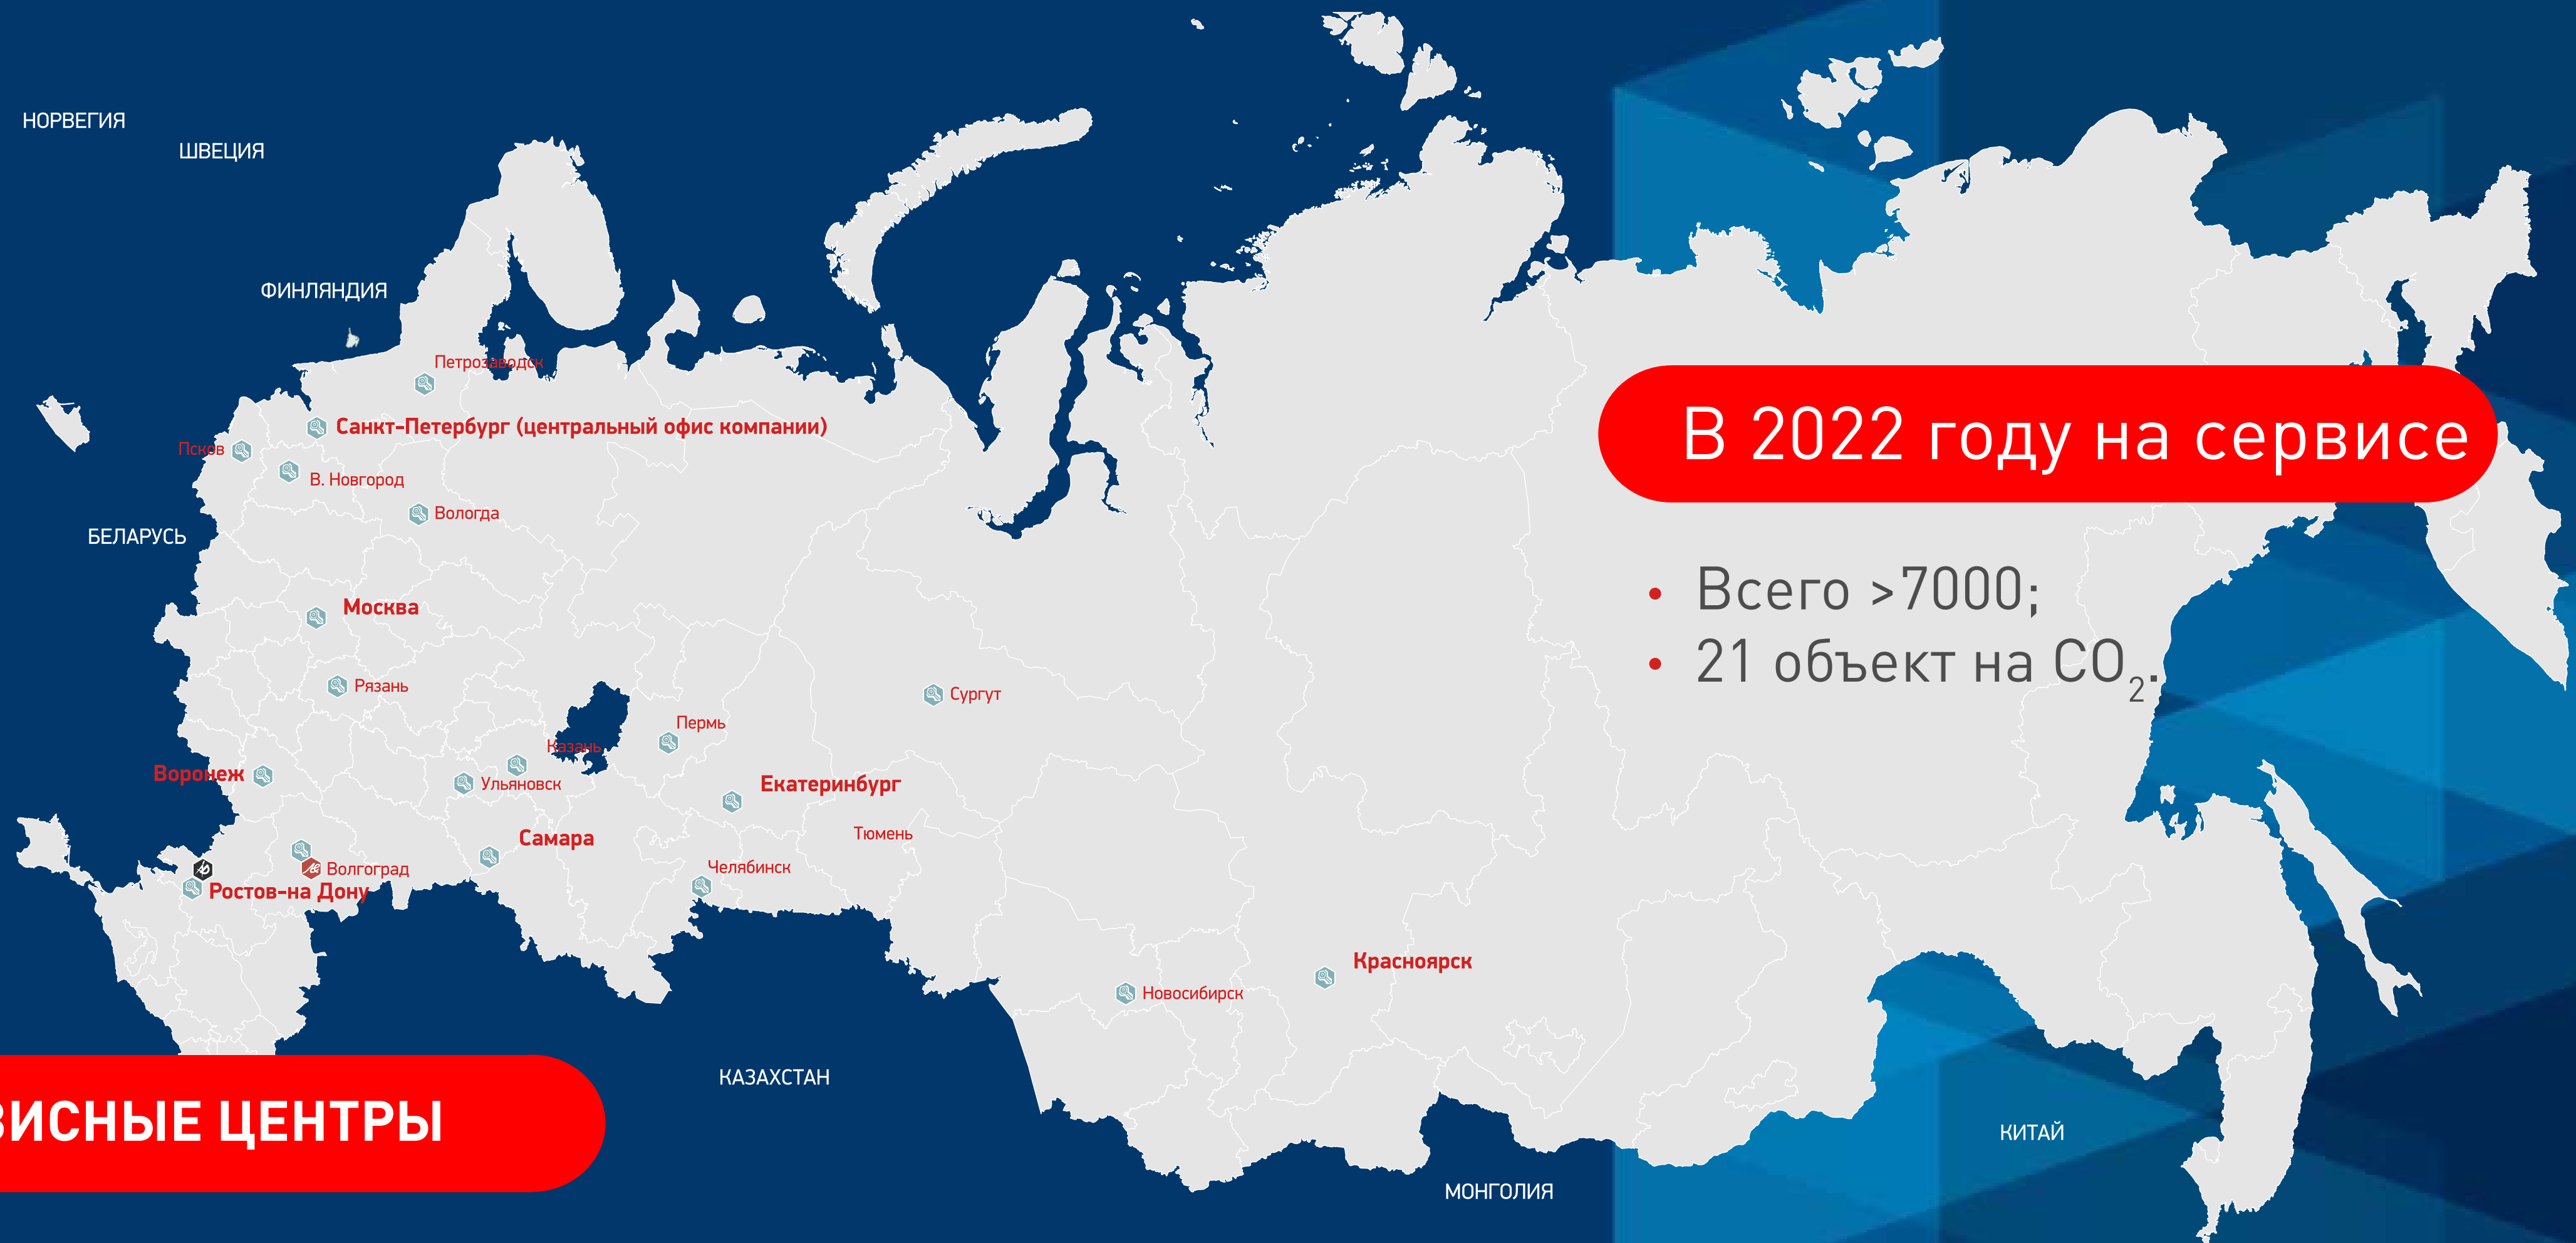 НОРВЕГИЯ
ШВЕЦИЯ
ФИНЛЯНДИЯ
Петрозаводск
Санкт-Петербург (центральный офис компании)
Псков
В. Новгород
Вологда
БЕЛАРУСЬ
Москва
Рязань
Сургут
Пермь
Казань
Воронеж
Ульяновск
Екатеринбург
Самара
Тюмень
Челябинск
Волгоград
Ростов-на Дону
Красноярск
Новосибирск
КАЗАХСТАН
КИТАЙ
МОНГОЛИЯ
В 2022 году на сервисе
• Всего >7000;
• 21 объект на CO₂.
ВИСНЫЕ ЦЕНТРЫ